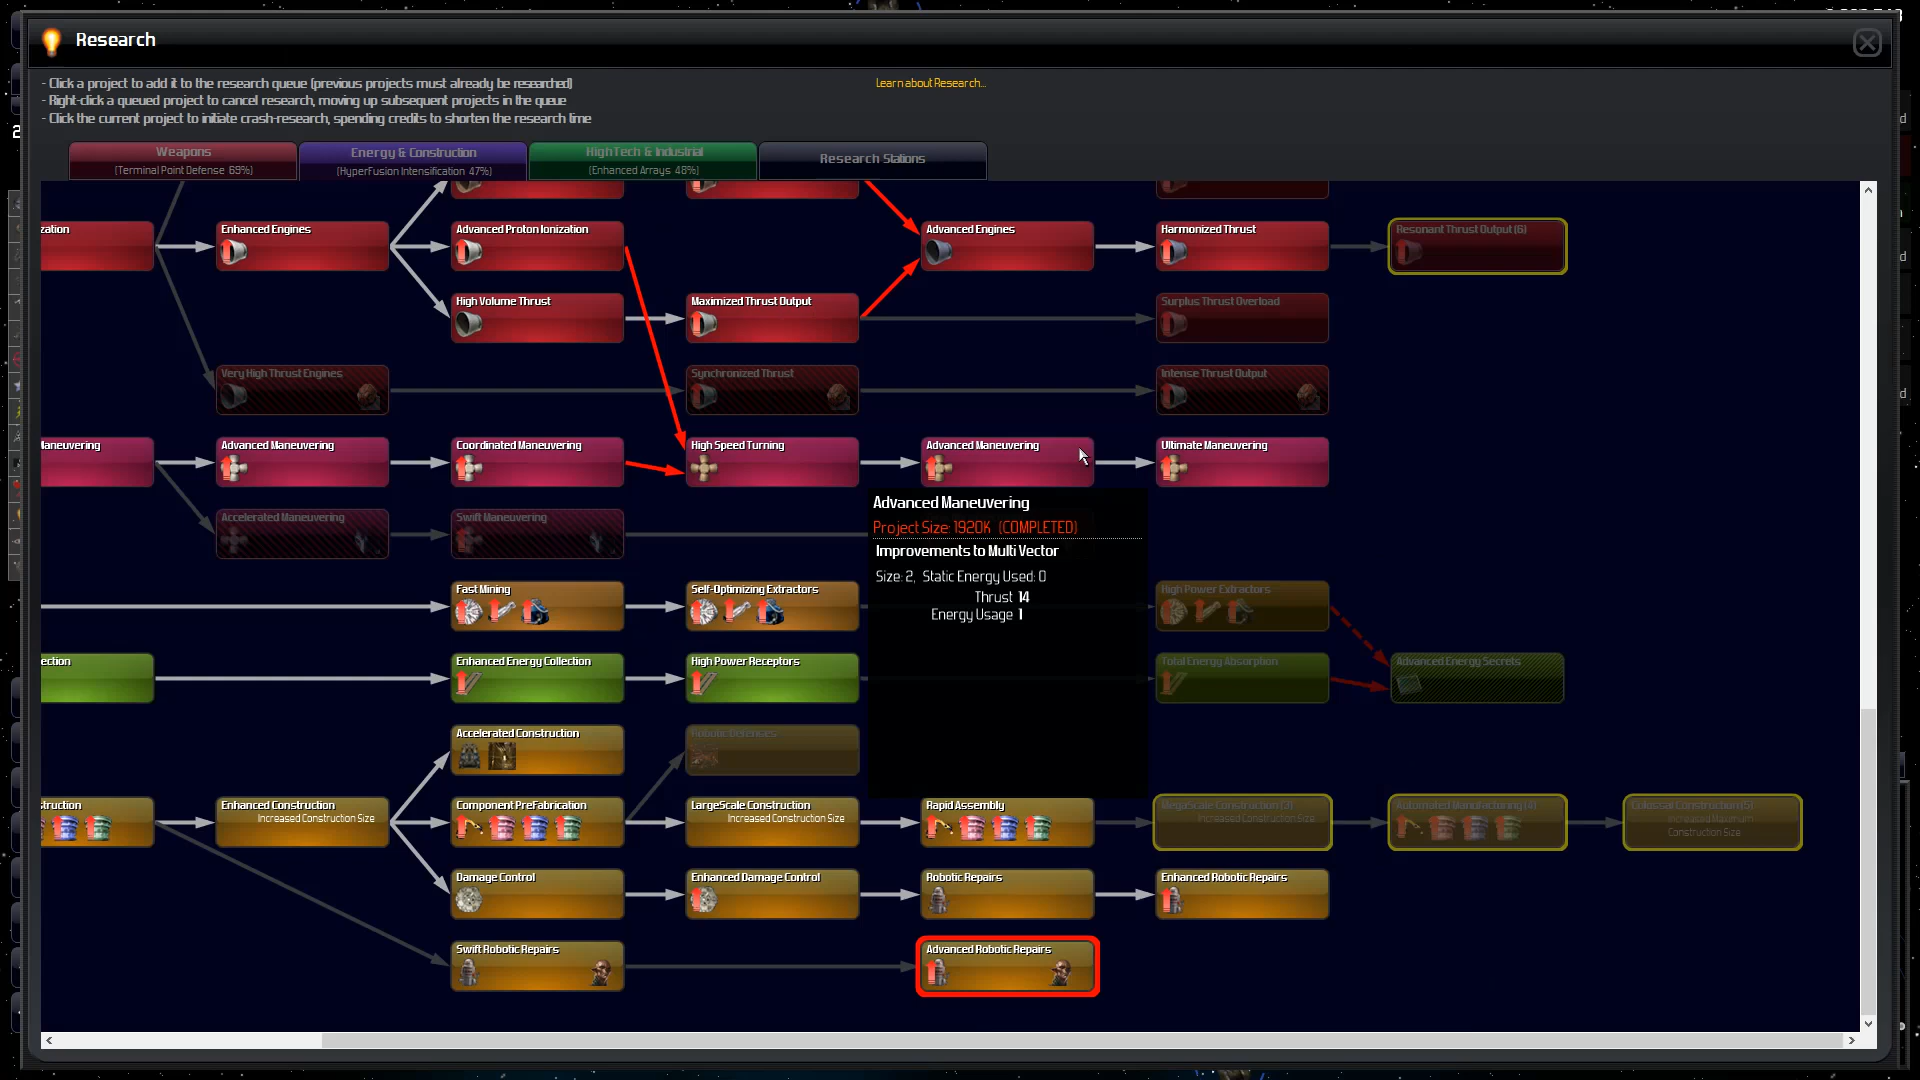 Research
- Click a project to add it to the research queue (previous projects must already be researched)
- Right-click a queued project to cancel research, moving up subsequent projects in the queue
- Click the current project to initiate crash-research, spending credits to shorten the research time
Learn about Research...
Weapons
(Terminal Point Defense 69%)
Energy & Construction
(HyperFusion Intensification 47%)
HighTech & Industrial
(Enhanced Arrays 48%)
Research Stations
zation
Enhanced Engines
Advanced Proton Ionization
Advanced Engines
Harmonized Thrust
Resonant Thrust Output (6)
High Volume Thrust
Maximized Thrust Output
Surplus Thrust Overload
Very High Thrust Engines
Synchronized Thrust
Intense Thrust Output
Maneuvering
Advanced Maneuvering
Coordinated Maneuvering
High Speed Turning
Advanced Maneuvering
Ultimate Maneuvering
Accelerated Maneuvering
Swift Maneuvering
Advanced Maneuvering
Project Size: 1920K (COMPLETED)
Improvements to Multi Vector
Size: 2, Static Energy Used: 0
Thrust 14
Energy Usage 1
Fast Mining
Self-Optimizing Extractors
High Power Extractors
ection
Enhanced Energy Collection
High Power Receptors
Total Energy Absorption
Advanced Energy Secrets
Accelerated Construction
Robotic Defenses
struction
Enhanced Construction
Increased Construction Size
Component PreFabrication
LargeScale Construction
Increased Construction Size
Rapid Assembly
MegaScale Construction (3)
Increased Construction Size
Automated Manufacturing (4)
Colossal Construction (5)
Increased Maximum
Construction Size
Damage Control
Enhanced Damage Control
Robotic Repairs
Enhanced Robotic Repairs
Swift Robotic Repairs
Advanced Robotic Repairs